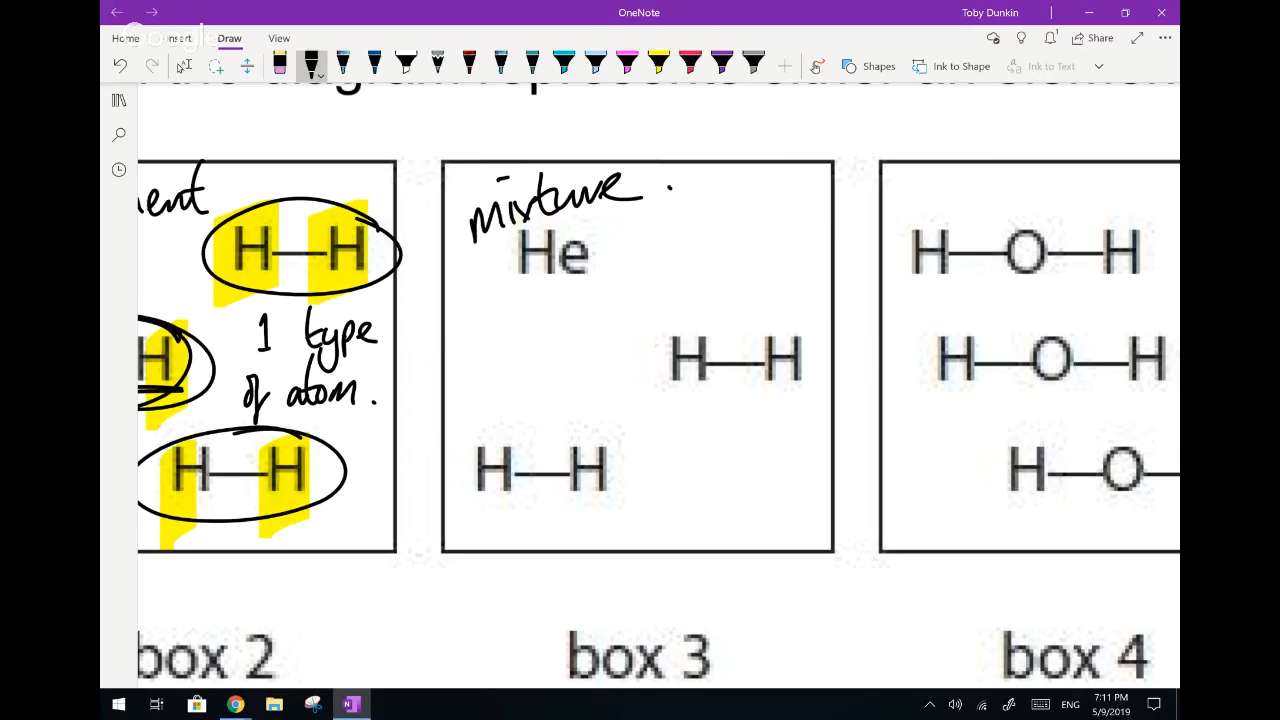 OneNote
Toby Dunkin
Google
Home Insert Draw View
Share
Shapes
Ink to Shape
Ink to Text
mixture .
H—H
He
H—O—H
1 type
of atom.
H
H—H
H—O—H
H—H
H—H
H—O—
box 2
box 3
box 4
ENG
7:11 PM
5/9/2019